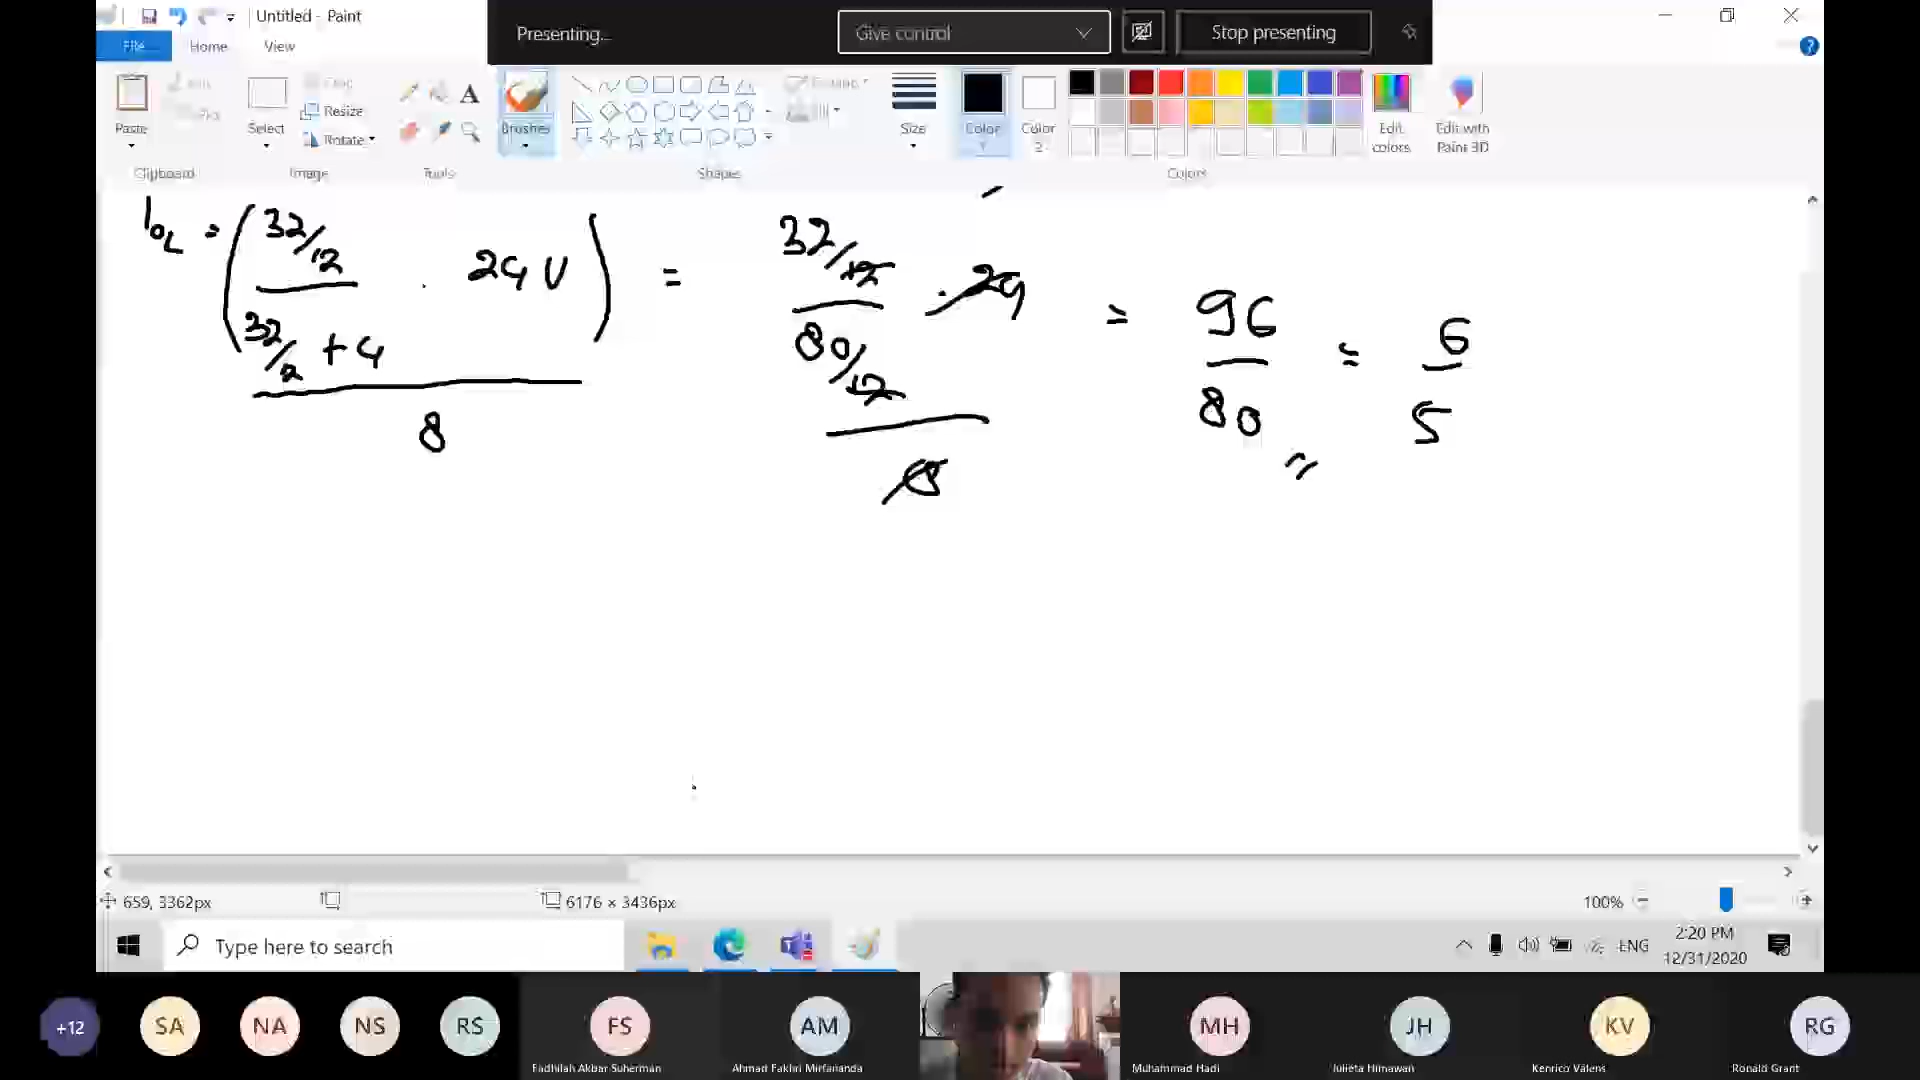 Untitled - Paint
Presenting...
Give control
Stop presenting
File
Home
View
Paste
Select
Crop
Resize
Rotate
Brushes
Size
Color
Color 2
Edit colors
Edit with Paint 3D
Clipboard
Image
Tools
Shapes
Colors
I₀L = ( (32/12) / (32/2 + 4) . 24 V ) / 8 = (32/12) / (80/12) . 24 / 8 = 96/80 = 6/5
659, 3362px
6176 × 3436px
100%
Type here to search
ENG
2:20 PM
12/31/2020
+12
SA
NA
NS
RS
FS
AM
MH
JH
KV
RG
Fadhilah Akbar Suherman
Ahmad Fakhri Mirfananda
Muhammad Hadi
Julieta Himawan
Kenrico Valens
Ronald Grant